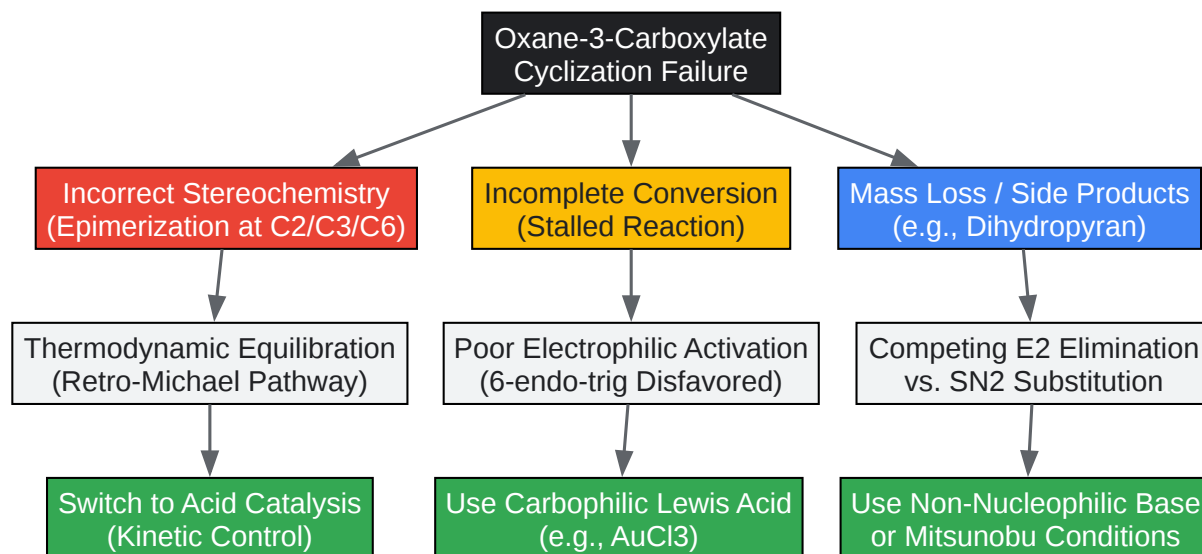 Oxane-3-Carboxylate
Cyclization Failure
Incorrect Stereochemistry
(Epimerization at C2/C3/C6)
Incomplete Conversion
(Stalled Reaction)
Mass Loss / Side Products
(e.g., Dihydropyran)
Thermodynamic Equilibration
(Retro-Michael Pathway)
Poor Electrophilic Activation
(6-endo-trig Disfavored)
Competing E2 Elimination
vs. SN2 Substitution
Switch to Acid Catalysis
(Kinetic Control)
Use Carbophilic Lewis Acid
(e.g., AuCl3)
Use Non-Nucleophilic Base
or Mitsunobu Conditions